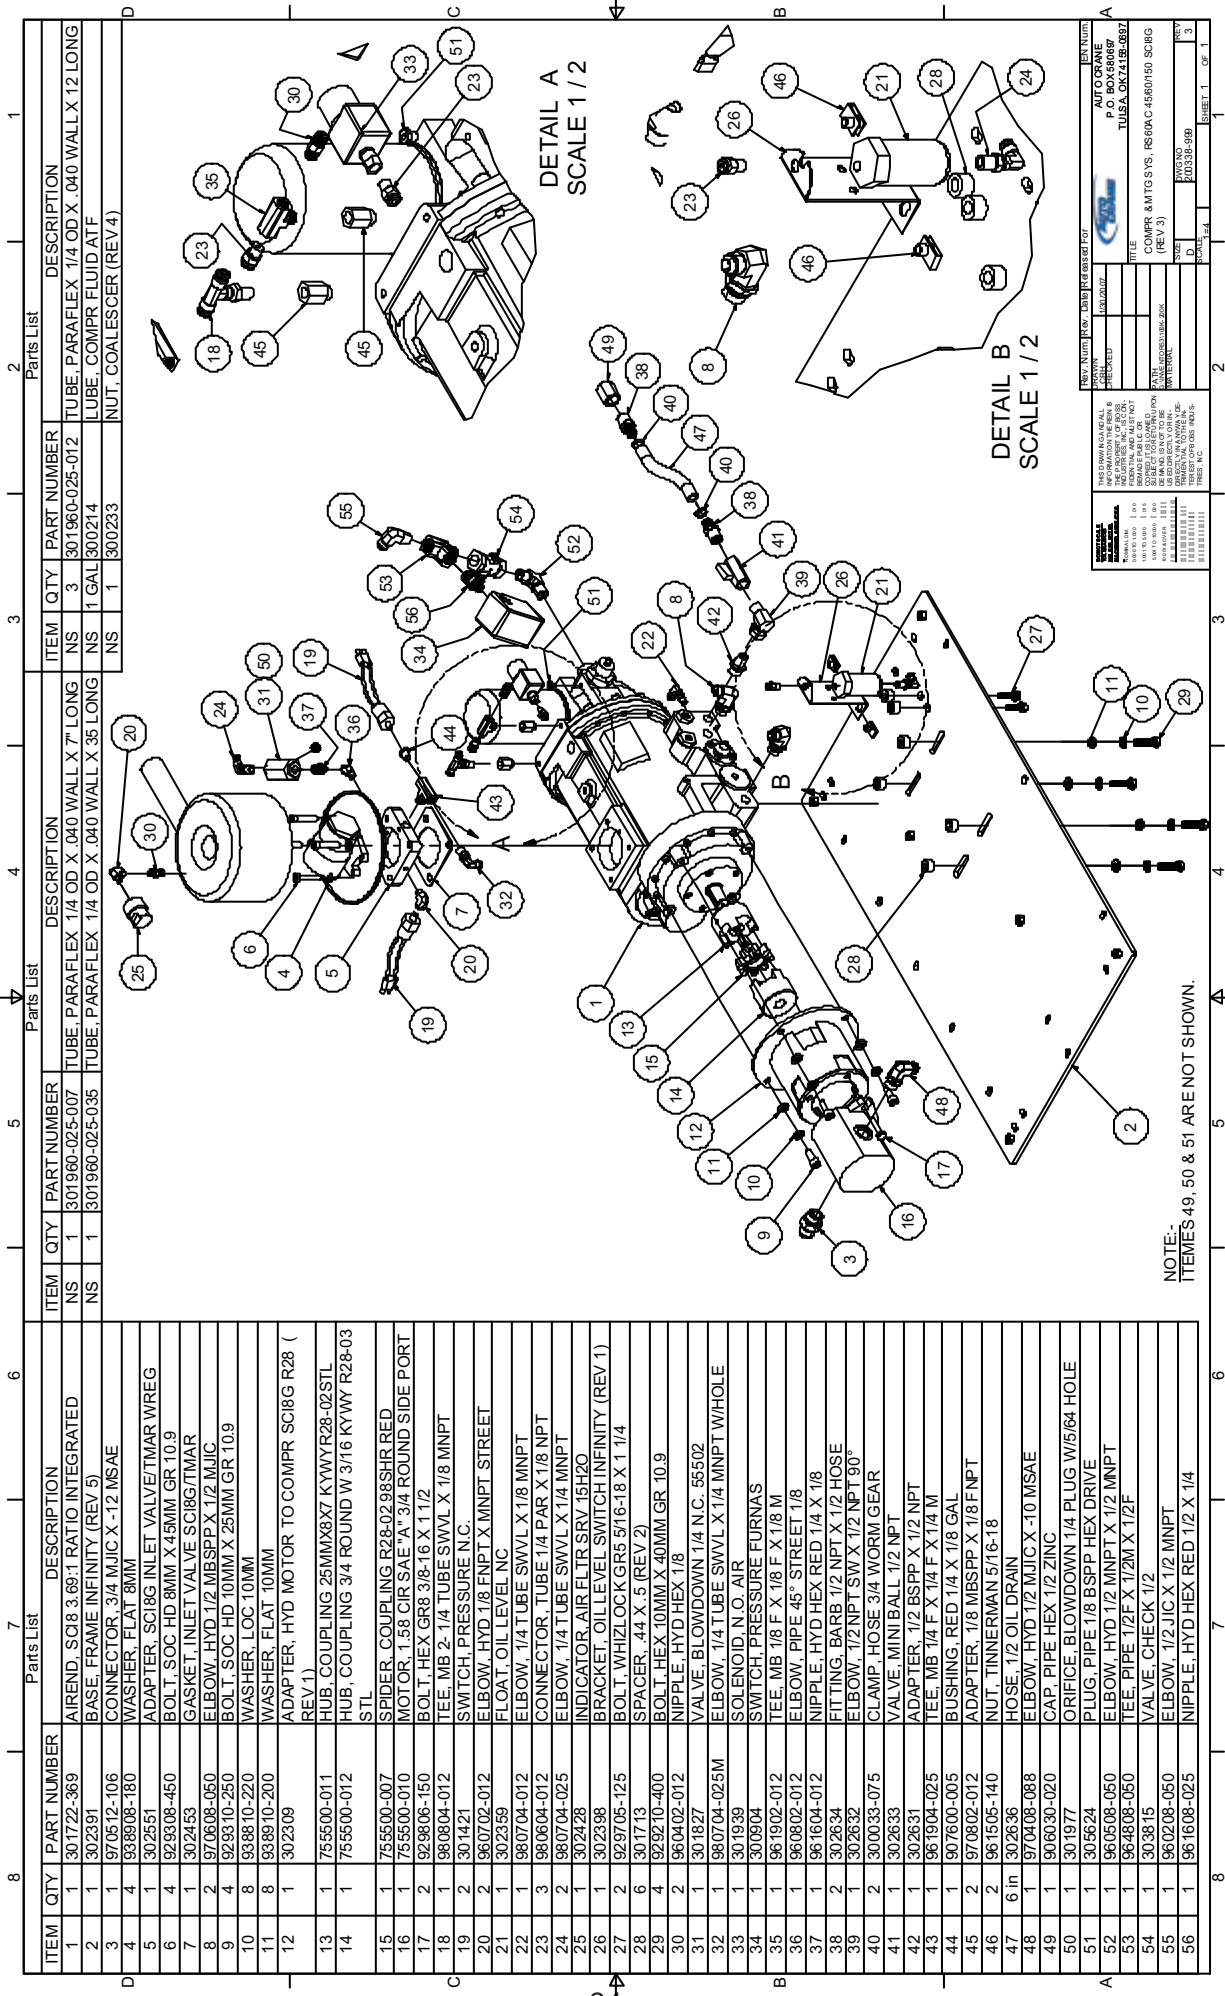 Parts List
ITEM QTY PART NUMBER DESCRIPTION
1 1 301722-369 AIREND, SCI8 3.69:1 RATIO INTEGRATED
2 1 302391 BASE, FRAME INFINITY (REV 5)
3 1 970512-106 CONNECTOR, 3/4 MJIC X -12 MSAE
4 4 938908-180 WASHER, FLAT 8MM
5 1 302551 ADAPTER, SCI8G INLET VALVE/TMAR WREG
6 4 929308-450 BOLT, SOC HD 8MM X 45MM GR 10.9
7 1 302453 GASKET, VALVE SCI8G/TMAR
8 2 970808-050 ELBOW, HYD 1/2 MBSPP X 1/2 MJIC
9 4 929310-250 BOLT, SOC HD 10MM X 25MM GR 10.9
10 8 938810-220 WASHER, LOC 10MM
11 8 938910-200 WASHER, FLAT 10MM
12 1 302309 ADAPTER, HYD MOTOR TO COMPR SCI8G R28 (
REV 11)
13 1 755500-011 HUB, COUPLING 25MMX8X7 KYWYR28-02STL
14 1 755500-012 HUB, COUPLING 3/4 ROUND W 3/16 KYWY R28-03
STL
15 1 755500-007 SPIDER, COUPLING R28-02 98SHR RED
16 1 755500-010 MOTOR, 1.58 CIR SAE "A" 3/4 ROUND SIDE PORT
17 2 929806-150 BOLT, HEX GR8 3/8-16 X 1 1/2
18 1 980804-012 TEE, MB 2- 1/4 TUBE SWVL X 1/8 MNPT
19 2 301421 SWITCH, PRESSURE N.C.
20 2 960702-012 ELBOW, HYD 1/8 FNPT X MNPT STREET
21 1 302359 FLOAT, OIL LEVEL NC
22 1 980704-012 ELBOW, 1/4 TUBE SWVL X 1/8 MNPT
23 3 980604-012 CONNECTOR, TUBE 1/4 PAR X 1/8 NPT
24 2 980704-025 ELBOW, 1/4 TUBE SWVL X 1/4 MNPT
25 1 302428 INDICATOR, AIR FLTR SRV 15H2O
26 1 302398 BRACKET, OIL LEVEL SWITCH INFINITY (REV 1)
27 2 929705-125 BOLT, WHIZLOCK GR5 5/16-18 X 1 1/4
28 6 301713 SPACER, .44 X .5 (REV 2)
29 4 929210-400 BOLT, HEX 10MM X 40MM GR 10.9
30 2 960402-012 NIPPLE, HYD HEX 1/8
31 1 301827 VALVE, BLOWDOWN 1/4 N.C. 55502
32 1 980704-025M ELBOW, 1/4 TUBE SWVL X 1/4 MNPT W/HOLE
33 1 301939 SOLENOID, N.O. AIR
34 1 300904 SWITCH, PRESSURE FURNAS
35 1 961902-012 TEE, MB 1/8 F X 1/8 F X 1/8 M
36 1 960802-012 ELBOW, PIPE 45° STREET 1/8
37 1 961604-012 NIPPLE, HYD HEX RED 1/4 X 1/8
38 2 302634 FITTING, BARB 1/2 NPT X 1/2 HOSE
39 1 302632 ELBOW, 1/2 NPT SW X 1/2 NPT 90°
40 2 300033-075 CLAMP, HOSE 3/4 WORM GEAR
41 1 302633 VALVE, MINI BALL 1/2 NPT
42 1 302631 ADAPTER, 1/2 BSPP X 1/2 NPT
43 1 961904-025 TEE, MB 1/4 F X 1/4 F X 1/4 M
44 1 907600-005 BUSHING, RED 1/4 X 1/8 GAL
45 2 970802-012 ADAPTER, 1/8 MBSPP X 1/8 FNPT
46 2 961505-140 NUT, TINNERMAN 5/16-18
47 6 in 302636 HOSE, 1/2 OIL DRAIN
48 1 970408-088 ELBOW, HYD 1/2 MJIC X -10 MSAE
49 1 906030-020 CAP, PIPE HEX 1/2 ZINC
50 1 301977 ORIFICE, BLOWDOWN 1/4 PLUG W/5/64 HOLE
51 1 305624 PLUG, PIPE 1/8 BSPP HEX DRIVE
52 1 960508-050 ELBOW, HYD 1/2 MNPT X 1/2 MNPT
53 1 964808-050 TEE, PIPE 1/2F X 1/2M X 1/2F
54 1 303815 VALVE, CHECK 1/2
55 1 960208-050 ELBOW, 1/2 JIC X 1/2 MNPT
56 1 961608-025 NIPPLE, HYD HEX RED 1/2 X 1/4
Parts List
ITEM QTY PART NUMBER DESCRIPTION
NS 1 301960-025-007 TUBE, PARAFLEX 1/4 OD X .040 WALL X 7" LONG
NS 1 301960-025-035 TUBE, PARAFLEX 1/4 OD X .040 WALL X 35 LONG
Parts List
ITEM QTY PART NUMBER DESCRIPTION
NS 3 301960-025-012 TUBE, PARAFLEX 1/4 OD X .040 WALL X 12 LONG
NS 1 GAL 300214 LUBE, COMPR FLUID ATF
NS 1 300233 NUT, COALESCER (REV 4)
DETAIL A
SCALE 1 / 2
DETAIL B
SCALE 1 / 2
A
B
NOTE:-
ITEMES 49, 50 & 51 ARE NOT SHOWN.
Rev. Num. Rev. Date Released For EN Num.
DRAWN
CRH
1/30/2007
CHECKED
AUTO CRANE
P.O. BOX 580697
TULSA, OK 74158-0697
TITLE
COMPR & MTG SYS, RS60AC 45/60/150 SCI8G
(REV 3)
PATH
MATERIAL
SIZE
D
DWG NO
200338-999
REV
3
SCALE
1=4
SHEET 1 OF 1